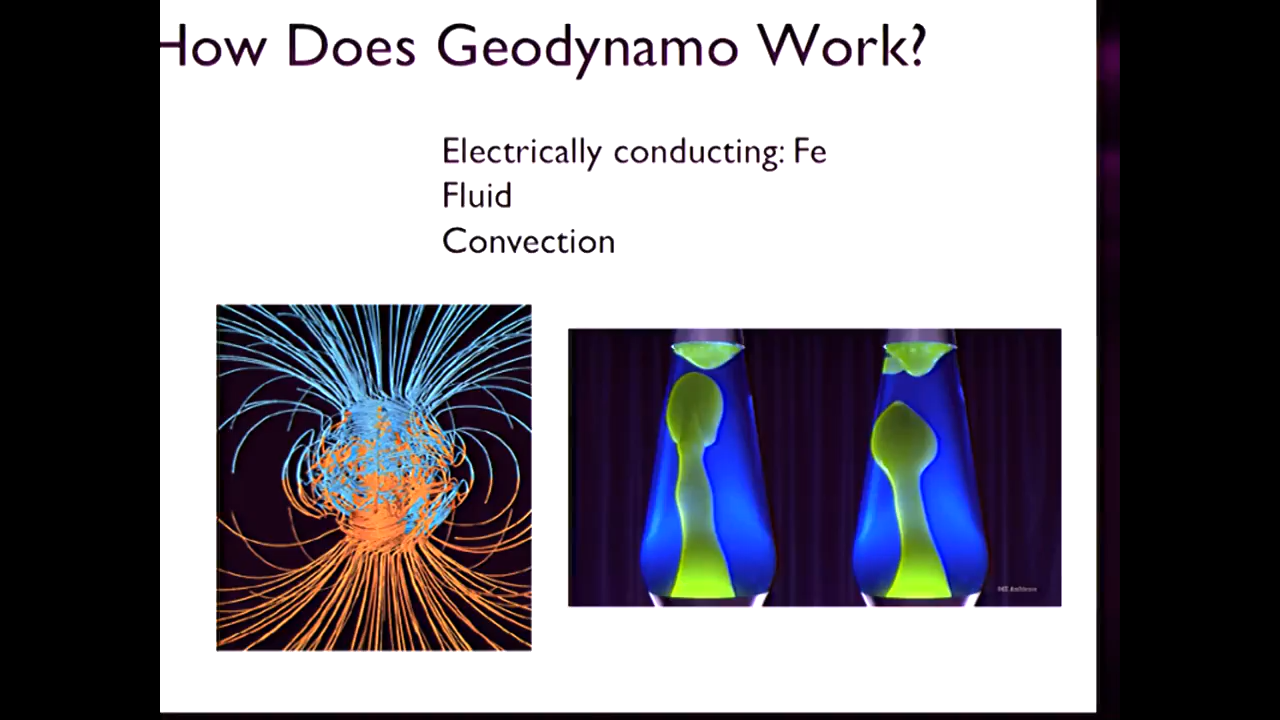 How Does Geodynamo Work?
Electrically conducting: Fe
Fluid
Convection